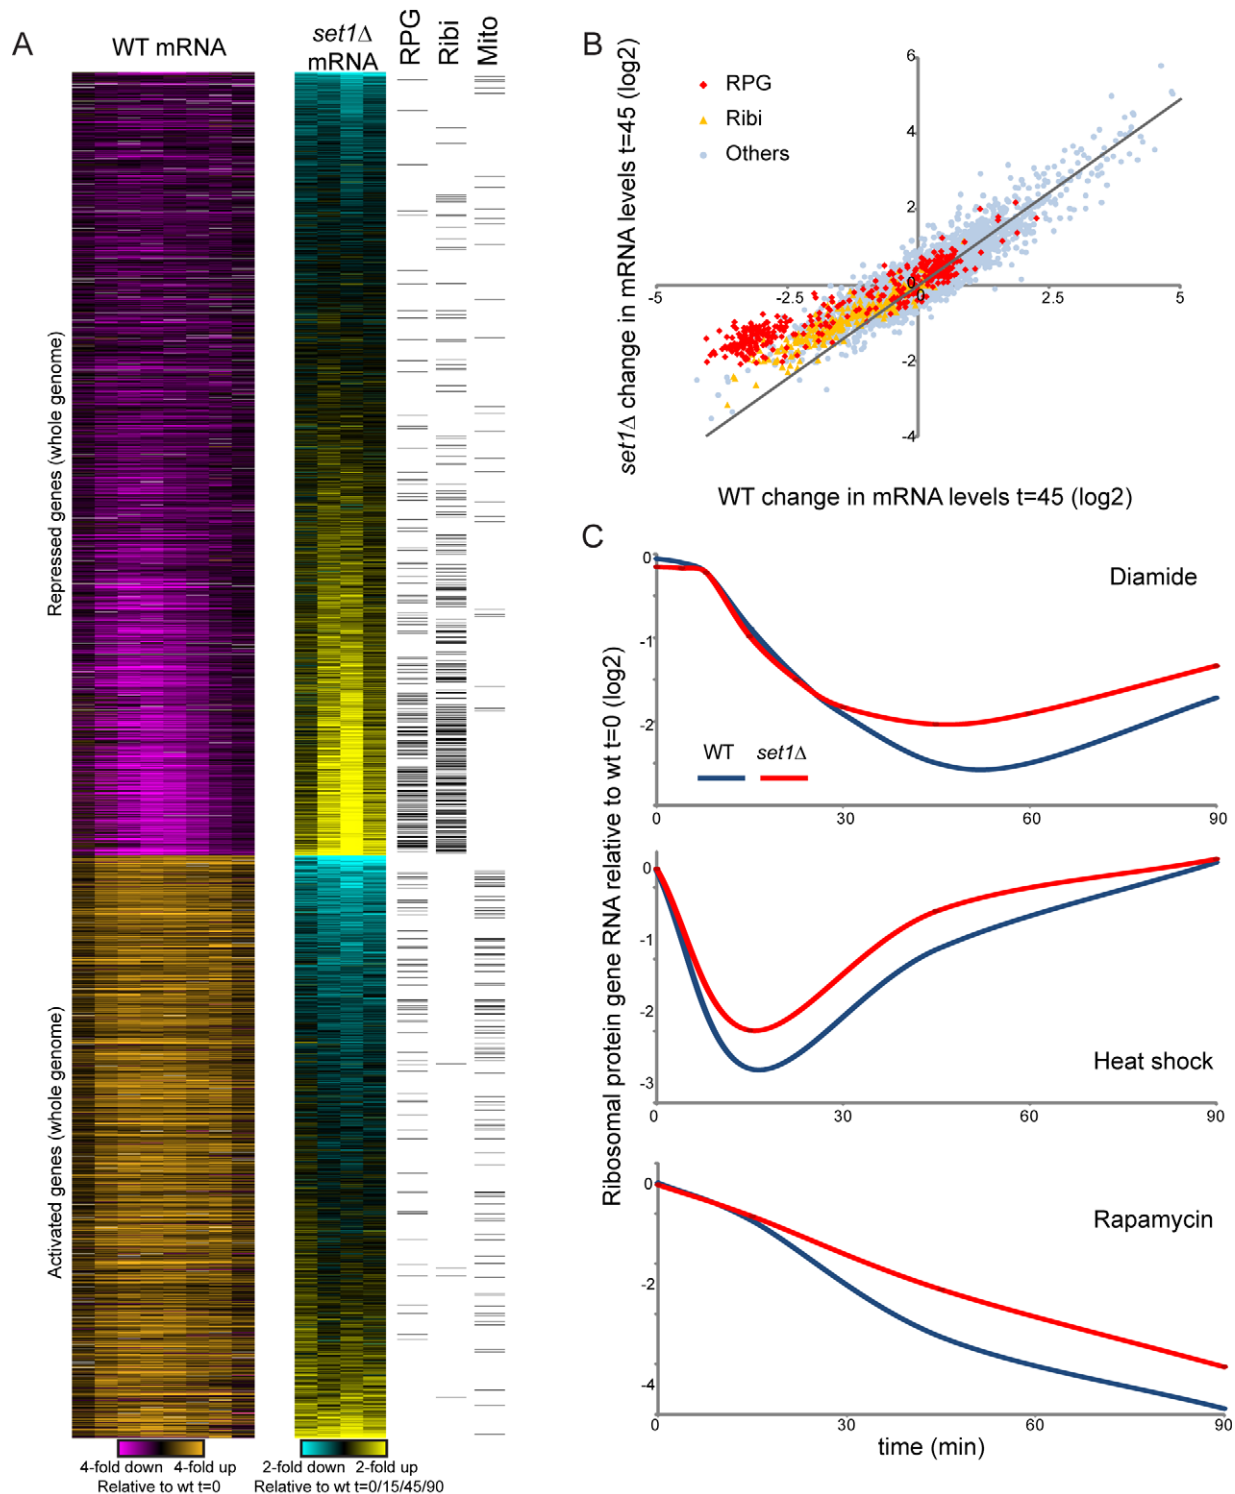 A
WT mRNA
set1Δ
mRNA
RPG
Ribi
Mito
Repressed genes (whole genome)
Activated genes (whole genome)
4-fold down 4-fold up
Relative to wt t=0
2-fold down 2-fold up
Relative to wt t=0/15/45/90
B
set1Δ change in mRNA levels t=45 (log2)
RPG
Ribi
Others
6
4
2
0
-2
-4
-5
-2.5
0
2.5
5
WT change in mRNA levels t=45 (log2)
C
Ribosomal protein gene RNA relative to wt t=0 (log2)
Diamide
WT set1Δ
0
-1
-2
0
30
60
90
Heat shock
0
-1
-2
-3
0
30
60
90
Rapamycin
0
-2
-4
0
30
60
90
time (min)